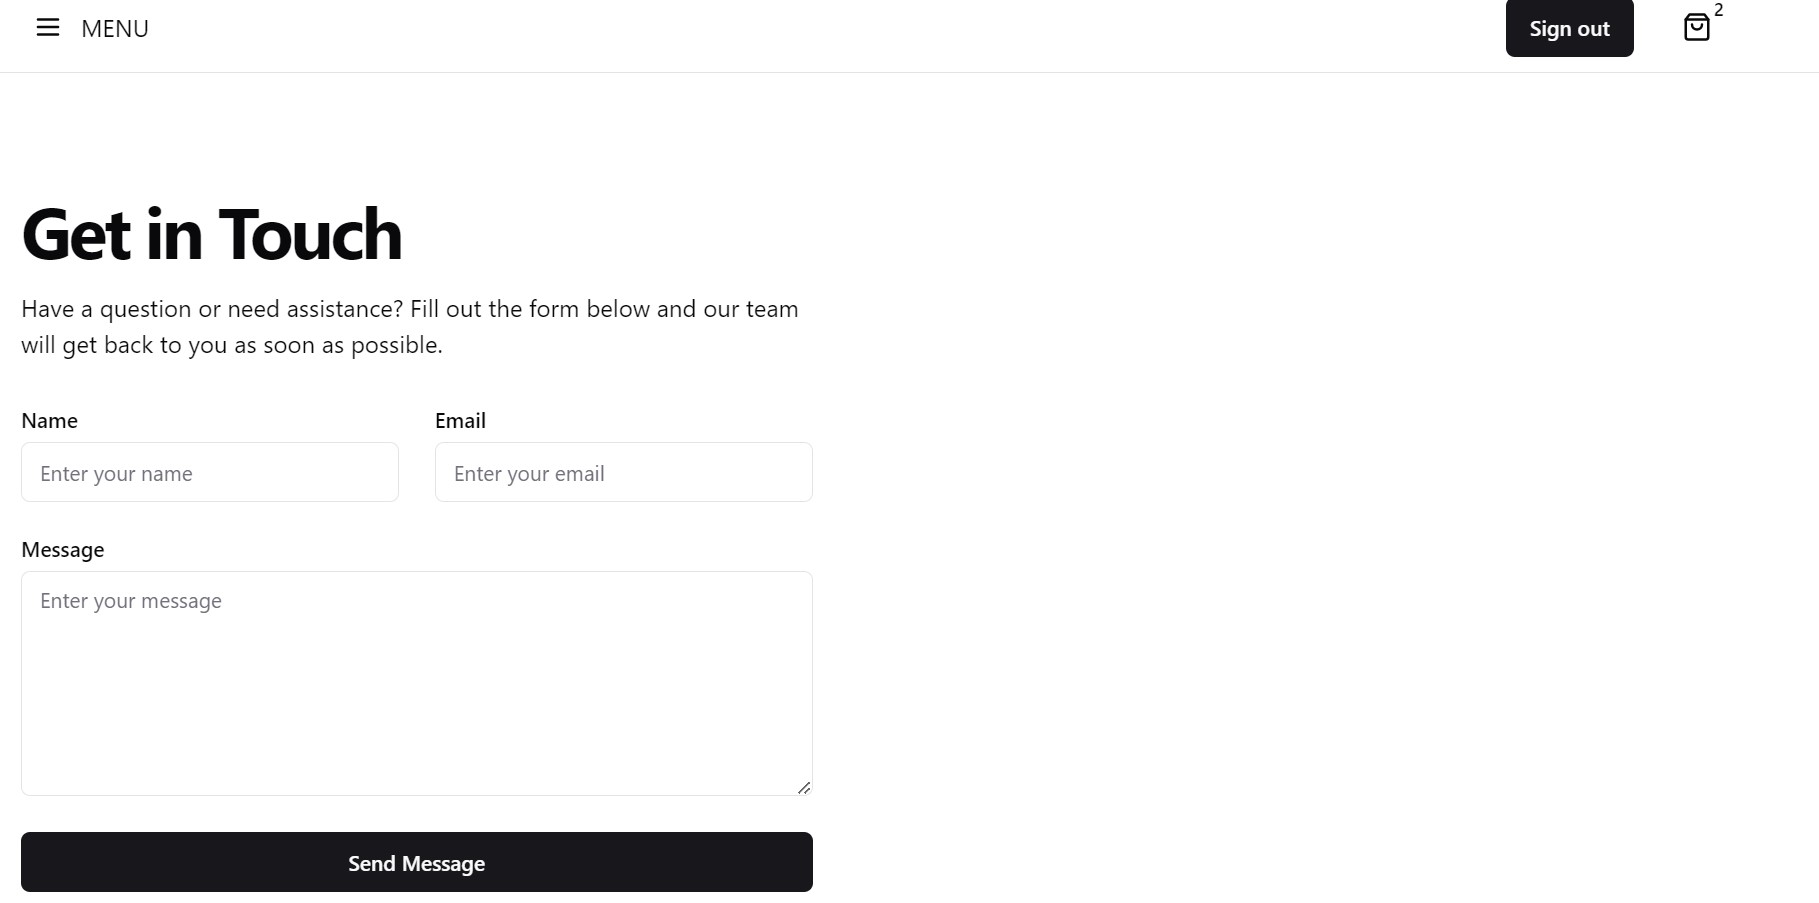 MENU
Sign out
2
Get in Touch
Have a question or need assistance? Fill out the form below and our team
will get back to you as soon as possible.
Name
Email
Enter your name
Enter your email
Message
Enter your message
Send Message